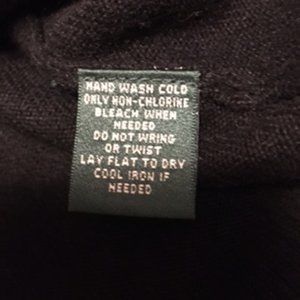 HAND WASH COLD
ONLY NON-CHLORINE
BLEACH WHEN
NEEDED
DO NOT WRING
OR TWIST
LAY FLAT TO DRY
COOL IRON IF
NEEDED